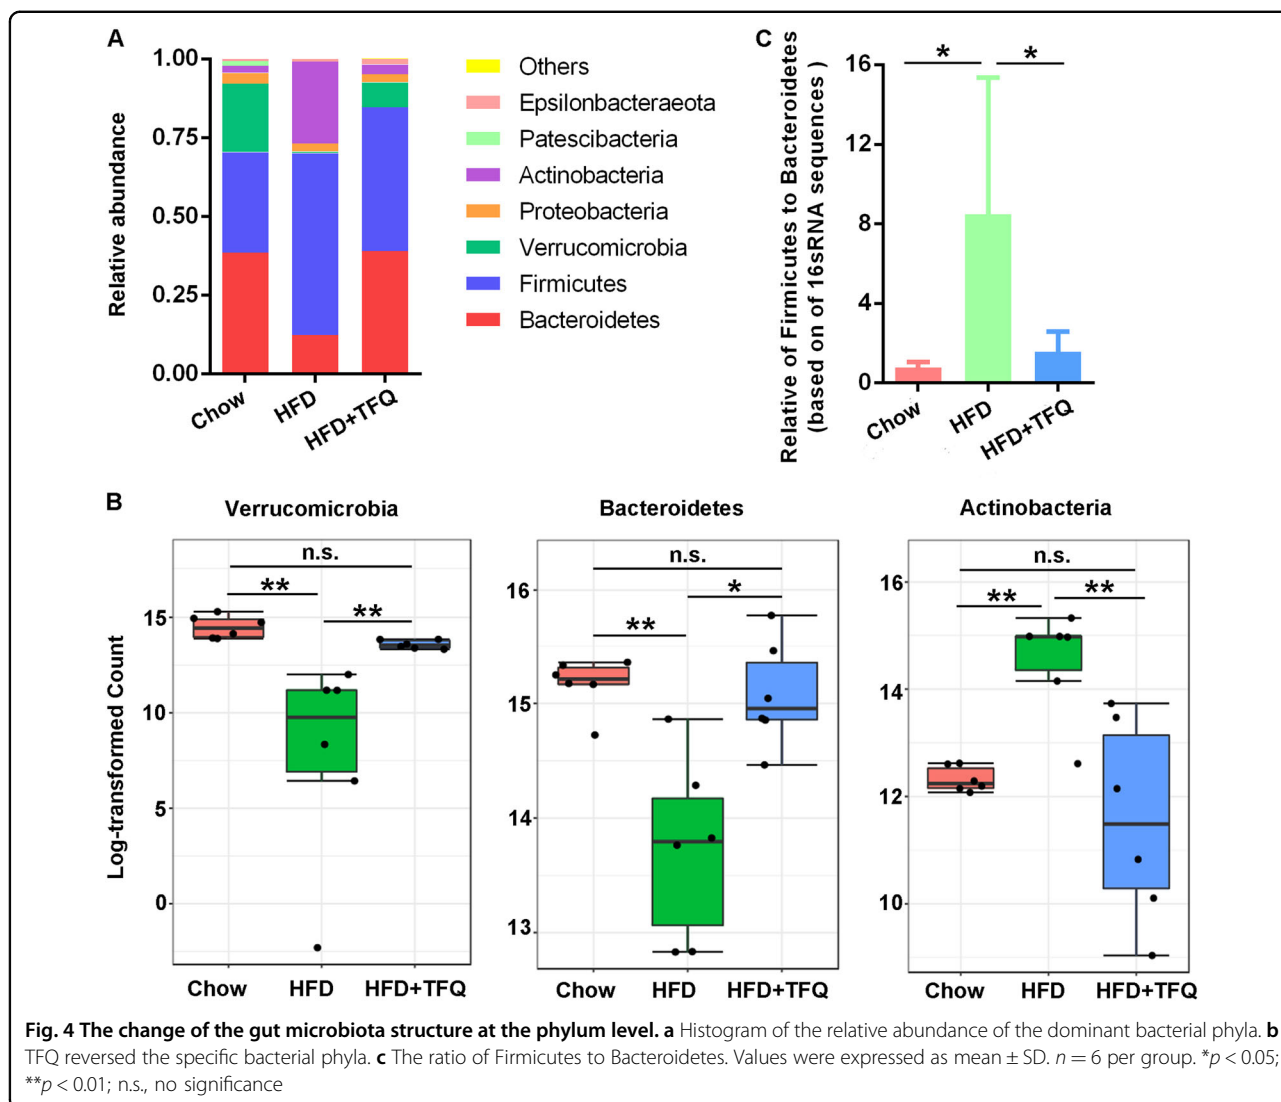 A
Relative abundance
1.00
0.75
0.50
0.25
0.00
Chow
HFD
HFD+TFQ
Others
Epsilonbacteraeota
Patescibacteria
Actinobacteria
Proteobacteria
Verrucomicrobia
Firmicutes
Bacteroidetes
C
Relative of Firmicutes to Bacteroidetes
(based on of 16sRNA sequences )
16
12
8
4
0
*
*
Chow
HFD
HFD+TFQ
B
Log-transformed Count
Verrucomicrobia
n.s.
**
**
15
10
5
0
Chow
HFD
HFD+TFQ
Bacteroidetes
n.s.
*
**
16
15
14
13
Chow
HFD
HFD+TFQ
Actinobacteria
n.s.
**
**
16
14
12
10
Chow
HFD
HFD+TFQ
Fig. 4 The change of the gut microbiota structure at the phylum level. a Histogram of the relative abundance of the dominant bacterial phyla. b
TFQ reversed the specific bacterial phyla. c The ratio of Firmicutes to Bacteroidetes. Values were expressed as mean ± SD. n = 6 per group. *p < 0.05;
**p < 0.01; n.s., no significance